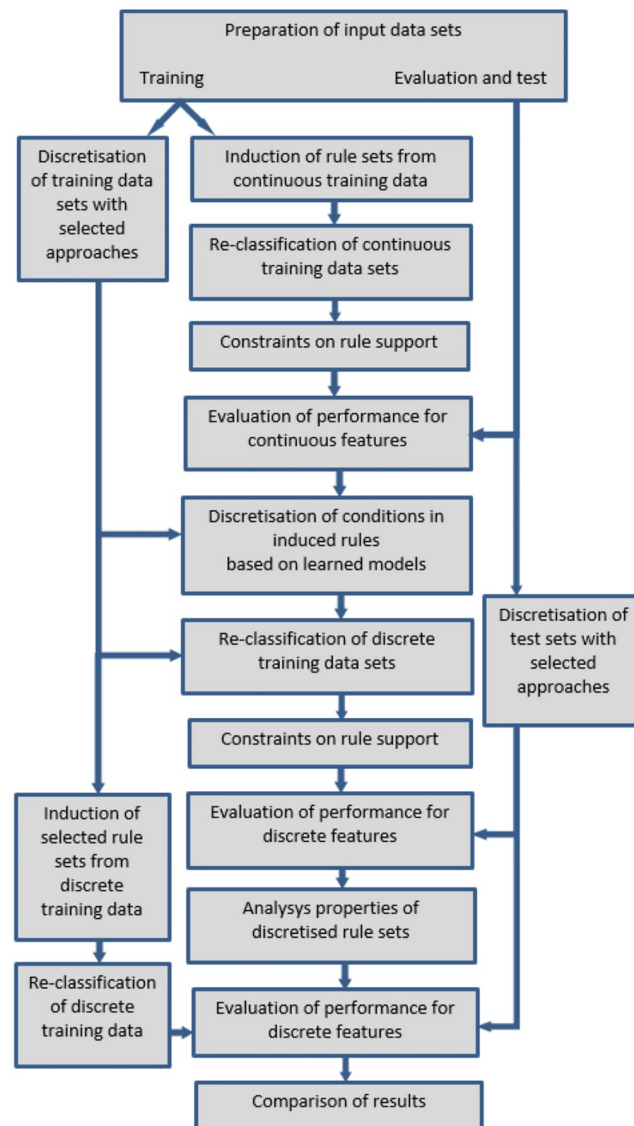 Preparation of input data sets
Training
Evaluation and test
Discretisation
of training data
sets with
selected
approaches
Induction of rule sets from
continuous training data
Re-classification of continuous
training data sets
Constraints on rule support
Evaluation of performance for
continuous features
Discretisation of conditions in
induced rules
based on learned models
Discretisation of
test sets with
selected
approaches
Re-classification of discrete
training data sets
Constraints on rule support
Induction of
selected rule
sets from
discrete
training data
Evaluation of performance for
discrete features
Analysys properties of
discretised rule sets
Re-classification
of discrete
training data
Evaluation of performance for
discrete features
Comparison of results